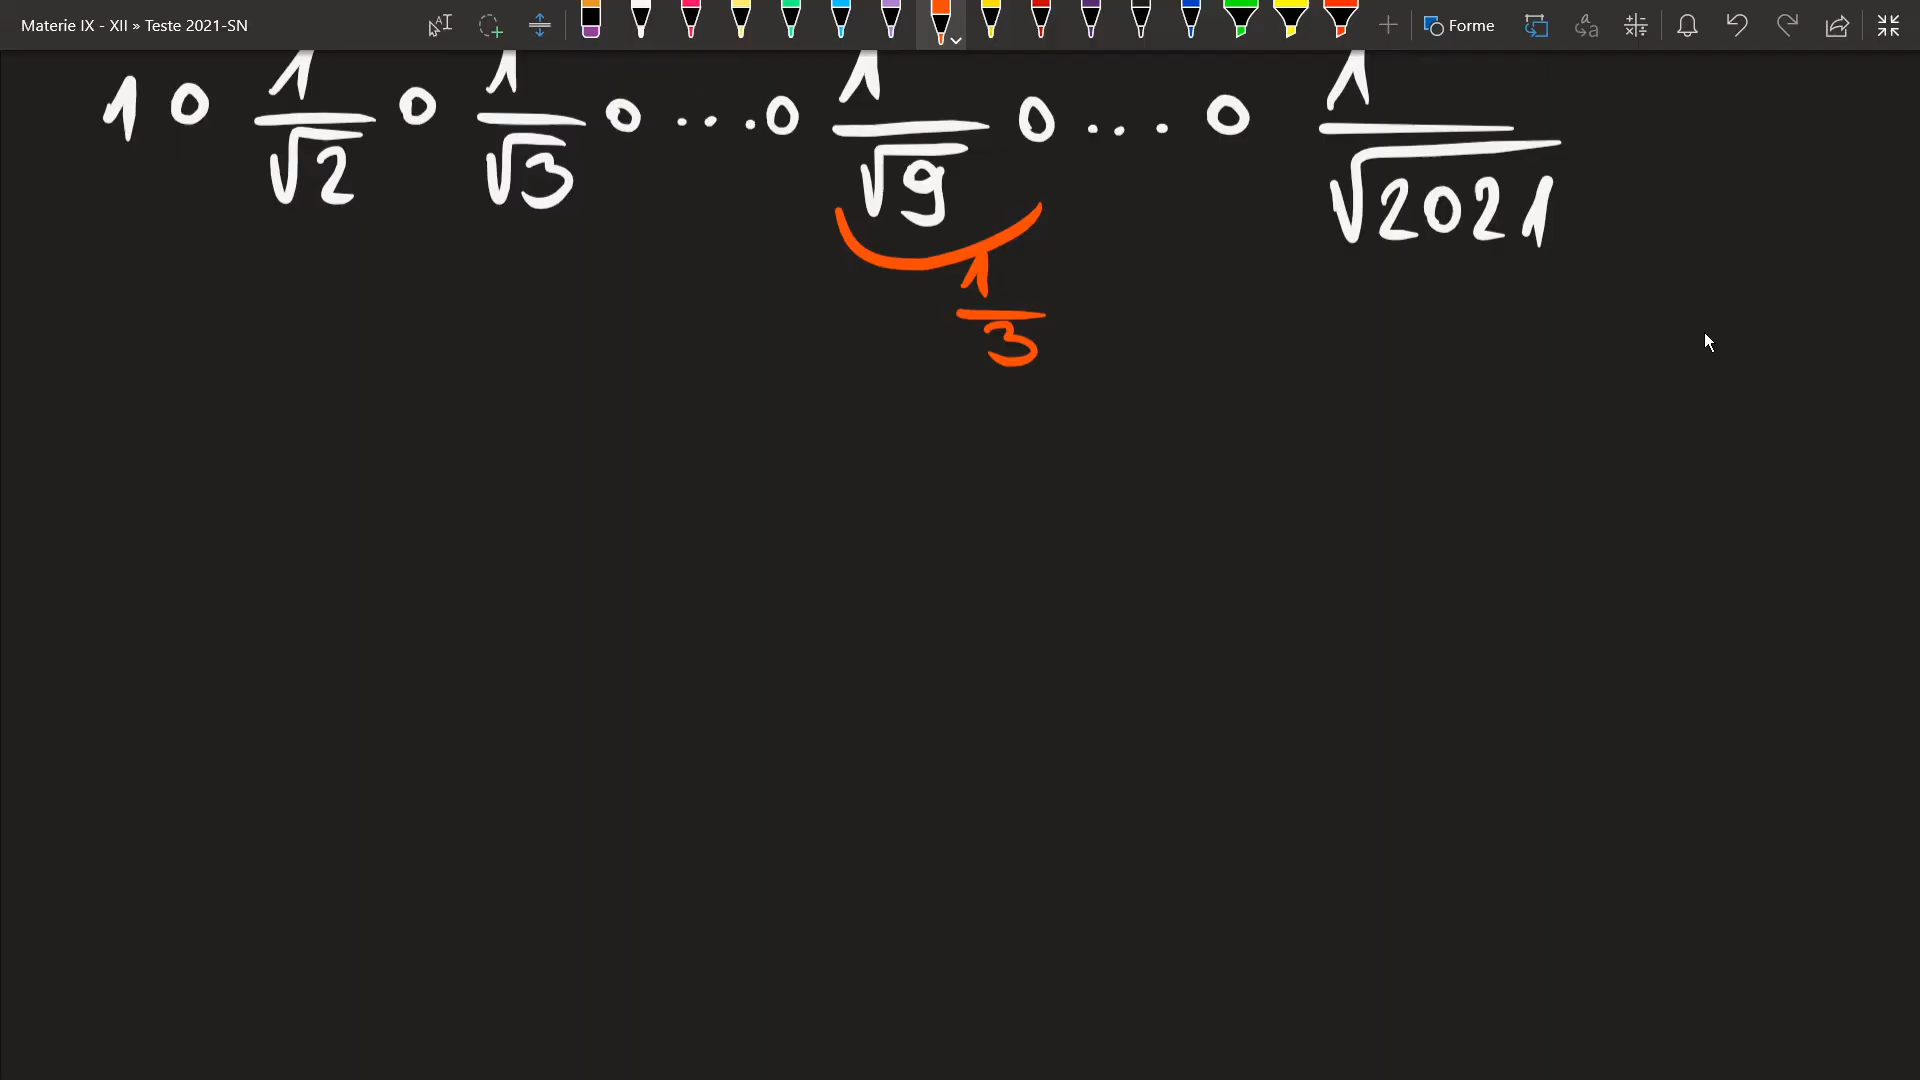 Materie IX - XII » Teste 2021-SN
Forme
1 ∘ 1/√2 ∘ 1/√3 ∘ ... ∘ 1/√9 ∘ ... ∘ 1/√2021
1/3